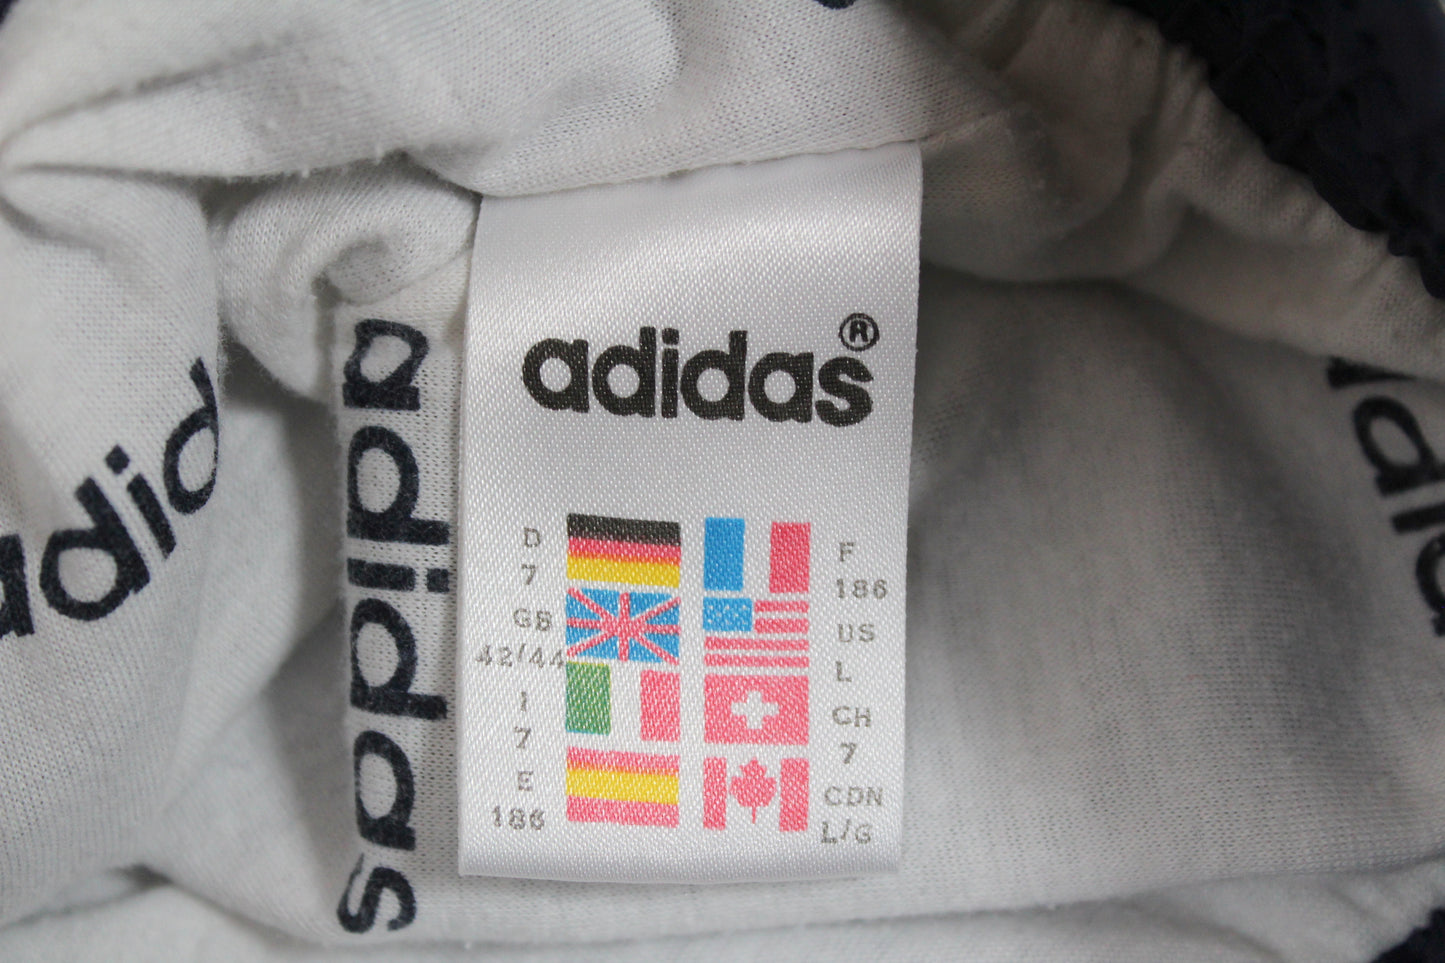 adidas®
D
7
F
186
GB
42/44
US
L
I
7
CH
7
E
186
CDN
L/G
adidas
adid
adid